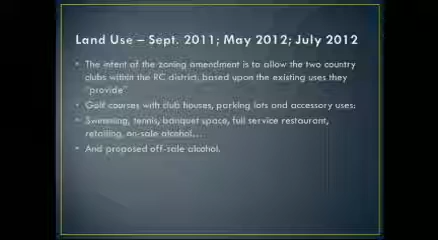 Land Use – Sept. 2011; May 2012; July 2012
The intent of the zoning amendment is to allow the two country
clubs within the RC district, based upon the existing uses they
"provide"
Golf courses with club houses, parking lots and accessory uses:
Swimming, tennis, banquet space, full service restaurant,
retailing, on-sale alcohol...
And proposed off-sale alcohol.